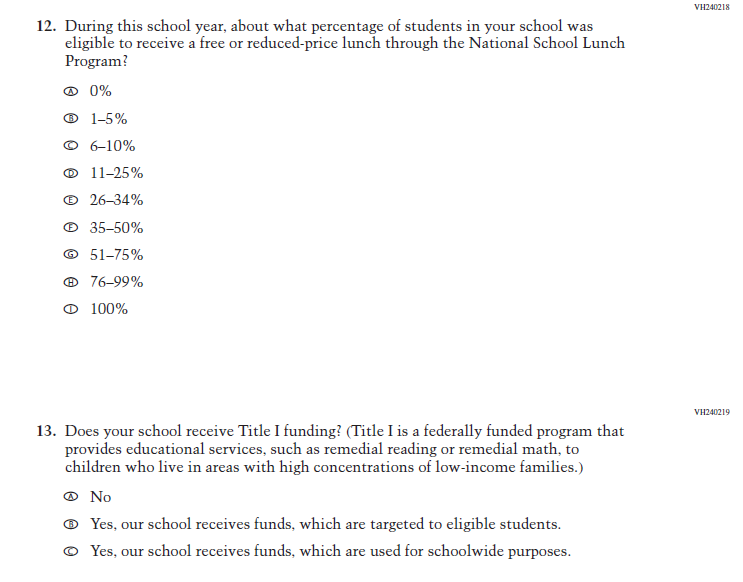 VH240218
12. During this school year, about what percentage of students in your school was
eligible to receive a free or reduced-price lunch through the National School Lunch
Program?
Ⓐ 0%
Ⓑ 1–5%
Ⓒ 6–10%
Ⓓ 11–25%
Ⓔ 26–34%
Ⓕ 35–50%
Ⓖ 51–75%
Ⓗ 76–99%
Ⓘ 100%
VH240219
13. Does your school receive Title I funding? (Title I is a federally funded program that
provides educational services, such as remedial reading or remedial math, to
children who live in areas with high concentrations of low-income families.)
Ⓐ No
Ⓑ Yes, our school receives funds, which are targeted to eligible students.
Ⓒ Yes, our school receives funds, which are used for schoolwide purposes.